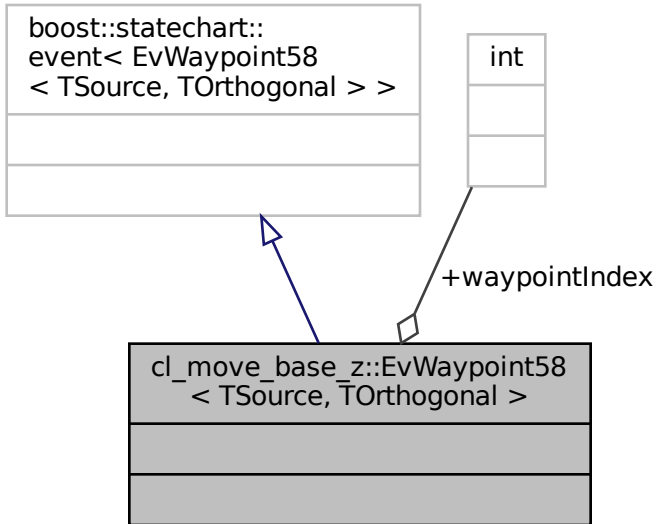 boost::statechart::
event< EvWaypoint58
< TSource, TOrthogonal > >
int
+waypointIndex
cl_move_base_z::EvWaypoint58
< TSource, TOrthogonal >